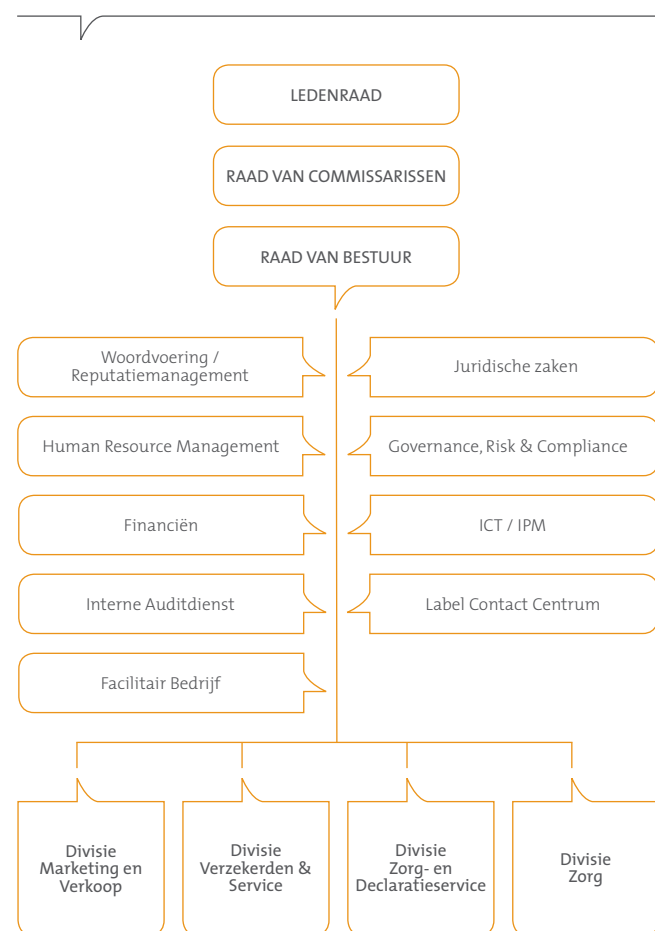 LEDENRAAD
RAAD VAN COMMISSARISSEN
RAAD VAN BESTUUR
Woordvoering /
Reputatiemanagement
Juridische zaken
Human Resource Management
Governance, Risk & Compliance
Financiën
ICT / IPM
Interne Auditdienst
Label Contact Centrum
Facilitair Bedrijf
Divisie
Marketing en
Verkoop
Divisie
Verzekerden &
Service
Divisie
Zorg- en
Declaratieservice
Divisie
Zorg